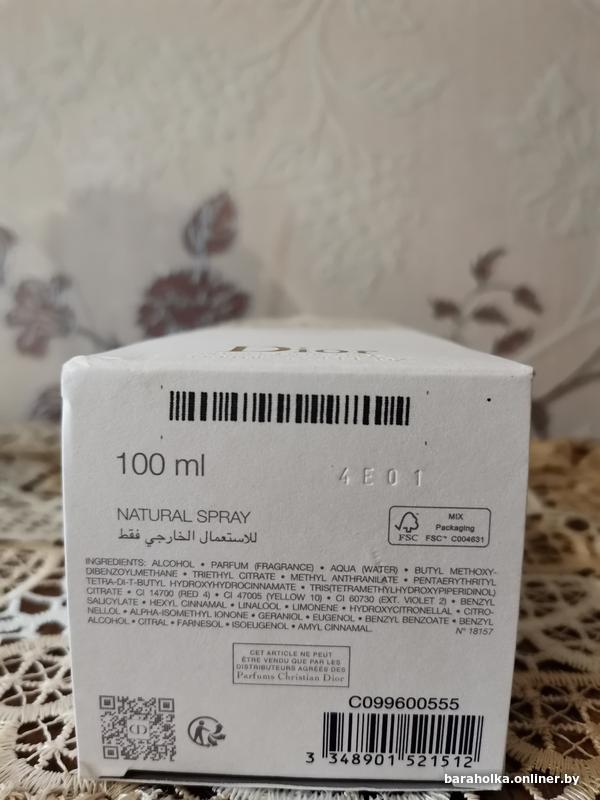 Dior
100 ml
4E01
NATURAL SPRAY
للاستعمال الخارجي فقط
MIX
Packaging
FSC™ C004631
FSC
INGREDIENTS: ALCOHOL • PARFUM (FRAGRANCE) • AQUA (WATER) • BUTYL METHOXY-
DIBENZOYLMETHANE • TRIETHYL CITRATE • METHYL ANTHRANILATE • PENTAERYTHRITYL
TETRA-DI-T-BUTYL HYDROXYHYDROCINNAMATE • TRIS(TETRAMETHYLHYDROXYPIPERIDINOL)
CITRATE • CI 14700 (RED 4) • CI 47005 (YELLOW 10) • CI 60730 (EXT. VIOLET 2) • BENZYL
SALICYLATE • HEXYL CINNAMAL • LINALOOL • LIMONENE • HYDROXYCITRONELLAL • CITRO-
NELLOL • ALPHA-ISOMETHYL IONONE • GERANIOL • EUGENOL • BENZYL BENZOATE • BENZYL
ALCOHOL • CITRAL • FARNESOL • ISOEUGENOL • AMYL CINNAMAL.
N° 18157
CET ARTICLE NE PEUT
ÊTRE VENDU QUE PAR LES
DISTRIBUTEURS AGRÉÉS DE
Parfums Christian Dior
C099600555
3 348901 521512
baraholka.onliner.by